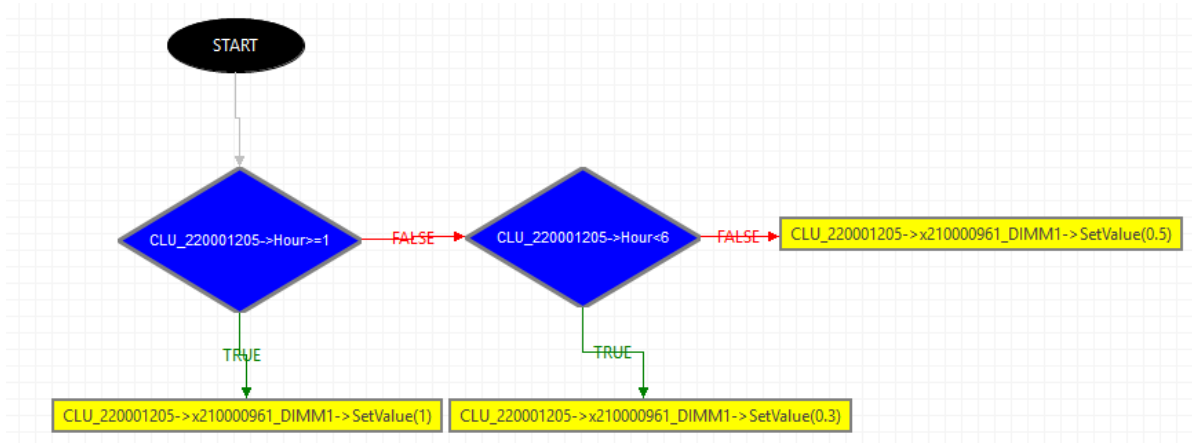 START
CLU_220001205->Hour>=1
FALSE
CLU_220001205->Hour<6
FALSE
CLU_220001205->x210000961_DIMM1->SetValue(0.5)
TRUE
TRUE
CLU_220001205->x210000961_DIMM1->SetValue(1)
CLU_220001205->x210000961_DIMM1->SetValue(0.3)